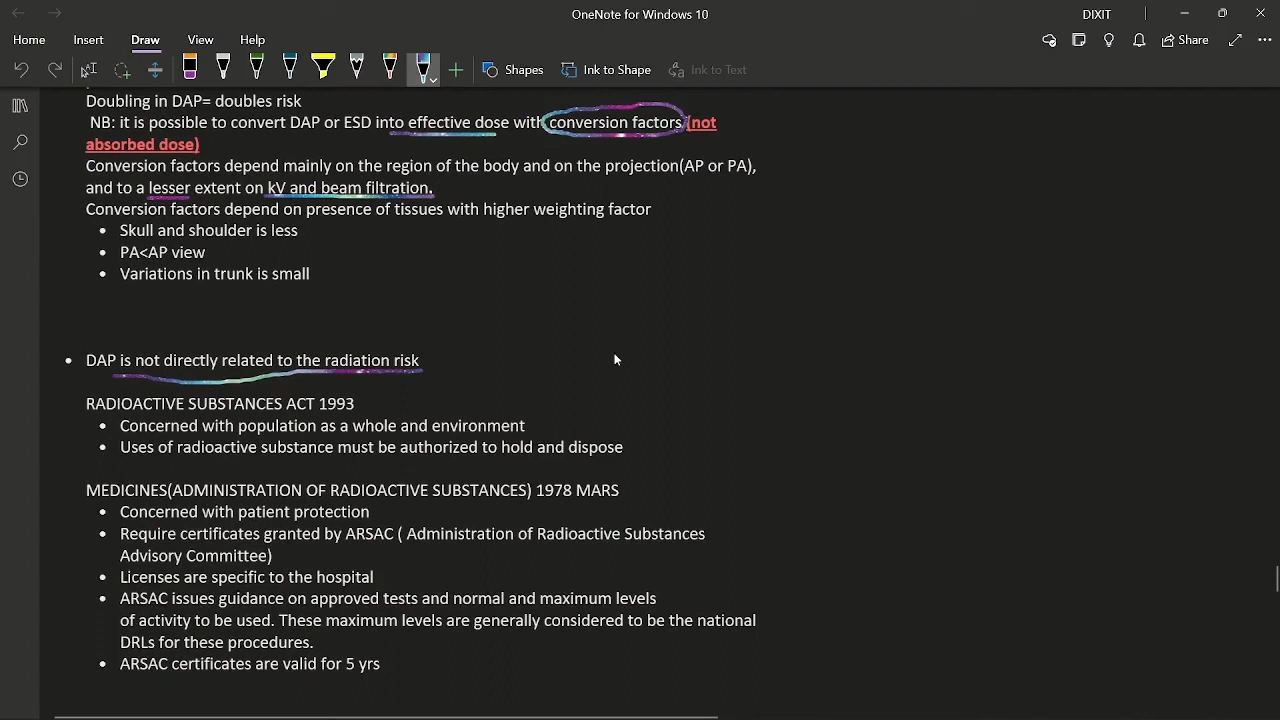 OneNote for Windows 10
DIXIT
Home Insert Draw View Help
Share
Shapes Ink to Shape Ink to Text
Doubling in DAP= doubles risk
NB: it is possible to convert DAP or ESD into effective dose with conversion factors (not
absorbed dose)
Conversion factors depend mainly on the region of the body and on the projection(AP or PA),
and to a lesser extent on kV and beam filtration.
Conversion factors depend on presence of tissues with higher weighting factor
• Skull and shoulder is less
• PA<AP view
• Variations in trunk is small
• DAP is not directly related to the radiation risk
RADIOACTIVE SUBSTANCES ACT 1993
• Concerned with population as a whole and environment
• Uses of radioactive substance must be authorized to hold and dispose
MEDICINES(ADMINISTRATION OF RADIOACTIVE SUBSTANCES) 1978 MARS
• Concerned with patient protection
• Require certificates granted by ARSAC ( Administration of Radioactive Substances
Advisory Committee)
• Licenses are specific to the hospital
• ARSAC issues guidance on approved tests and normal and maximum levels
of activity to be used. These maximum levels are generally considered to be the national
DRLs for these procedures.
• ARSAC certificates are valid for 5 yrs